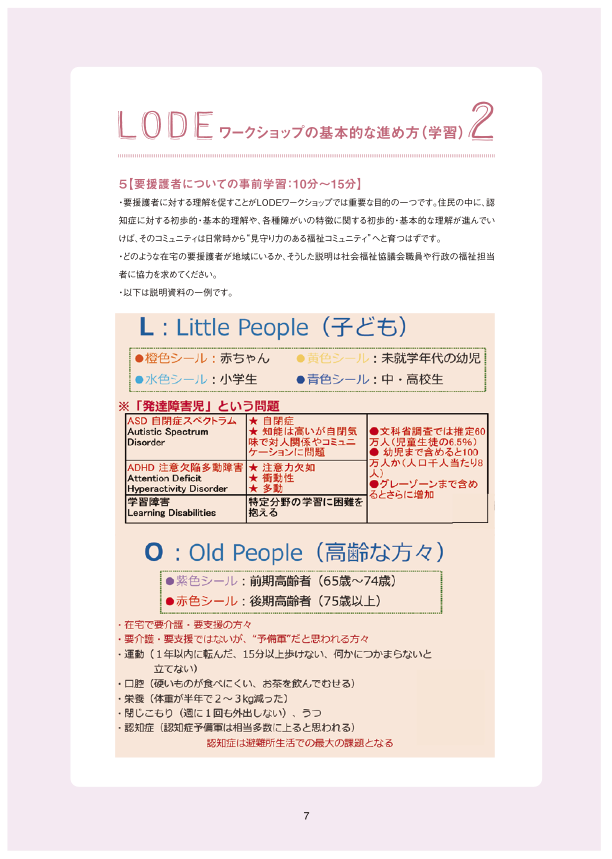 LODE ワークショップの基本的な進め方（学習） 2
5【要援護者についての事前学習：10分～15分】
・要援護者に対する理解を促すことがLODEワークショップでは重要な目的の一つです。住民の中に、認
知症に対する初歩的・基本的理解や、各種障がいの特徴に関する初歩的・基本的な理解が進んでい
けば、そのコミュニティは日常時から“見守り力のある福祉コミュニティ”へと育つはずです。
・どのような在宅の要援護者が地域にいるか、そうした説明は社会福祉協議会職員や行政の福祉担当
者に協力を求めてください。
・以下は説明資料の一例です。
L：Little People（子ども）
●橙色シール：赤ちゃん ●黄色シール：未就学年代の幼児
●水色シール：小学生 ●青色シール：中・高校生
※「発達障害児」という問題
ASD 自閉症スペクトラム
Autistic Spectrum
Disorder
★ 自閉症
★ 知能は高いが自閉気
味で対人関係やコミュニ
ケーションに問題
ADHD 注意欠陥多動障害
Attention Deficit
Hyperactivity Disorder
★ 注意力欠如
★ 衝動性
★ 多動
学習障害
Learning Disabilities
特定分野の学習に困難を
抱える
●文科省調査では推定60
万人（児童生徒の6.5%）
● 幼児まで含めると100
万人か（人口千人当たり8
人）
●グレーゾーンまで含め
るとさらに増加
O：Old People（高齢な方々）
●紫色シール：前期高齢者（65歳～74歳）
●赤色シール：後期高齢者（75歳以上）
・在宅で要介護・要支援の方々
・要介護・要支援ではないが、“予備軍”だと思われる方々
・運動（１年以内に転んだ、15分以上歩けない、何かにつかまらないと
立てない）
・口腔（硬いものが食べにくい、お茶を飲んでむせる）
・栄養（体重が半年で２～３kg減った）
・閉じこもり（週に１回も外出しない）、うつ
・認知症（認知症予備軍は相当多数に上ると思われる）
認知症は避難所生活での最大の課題となる
7